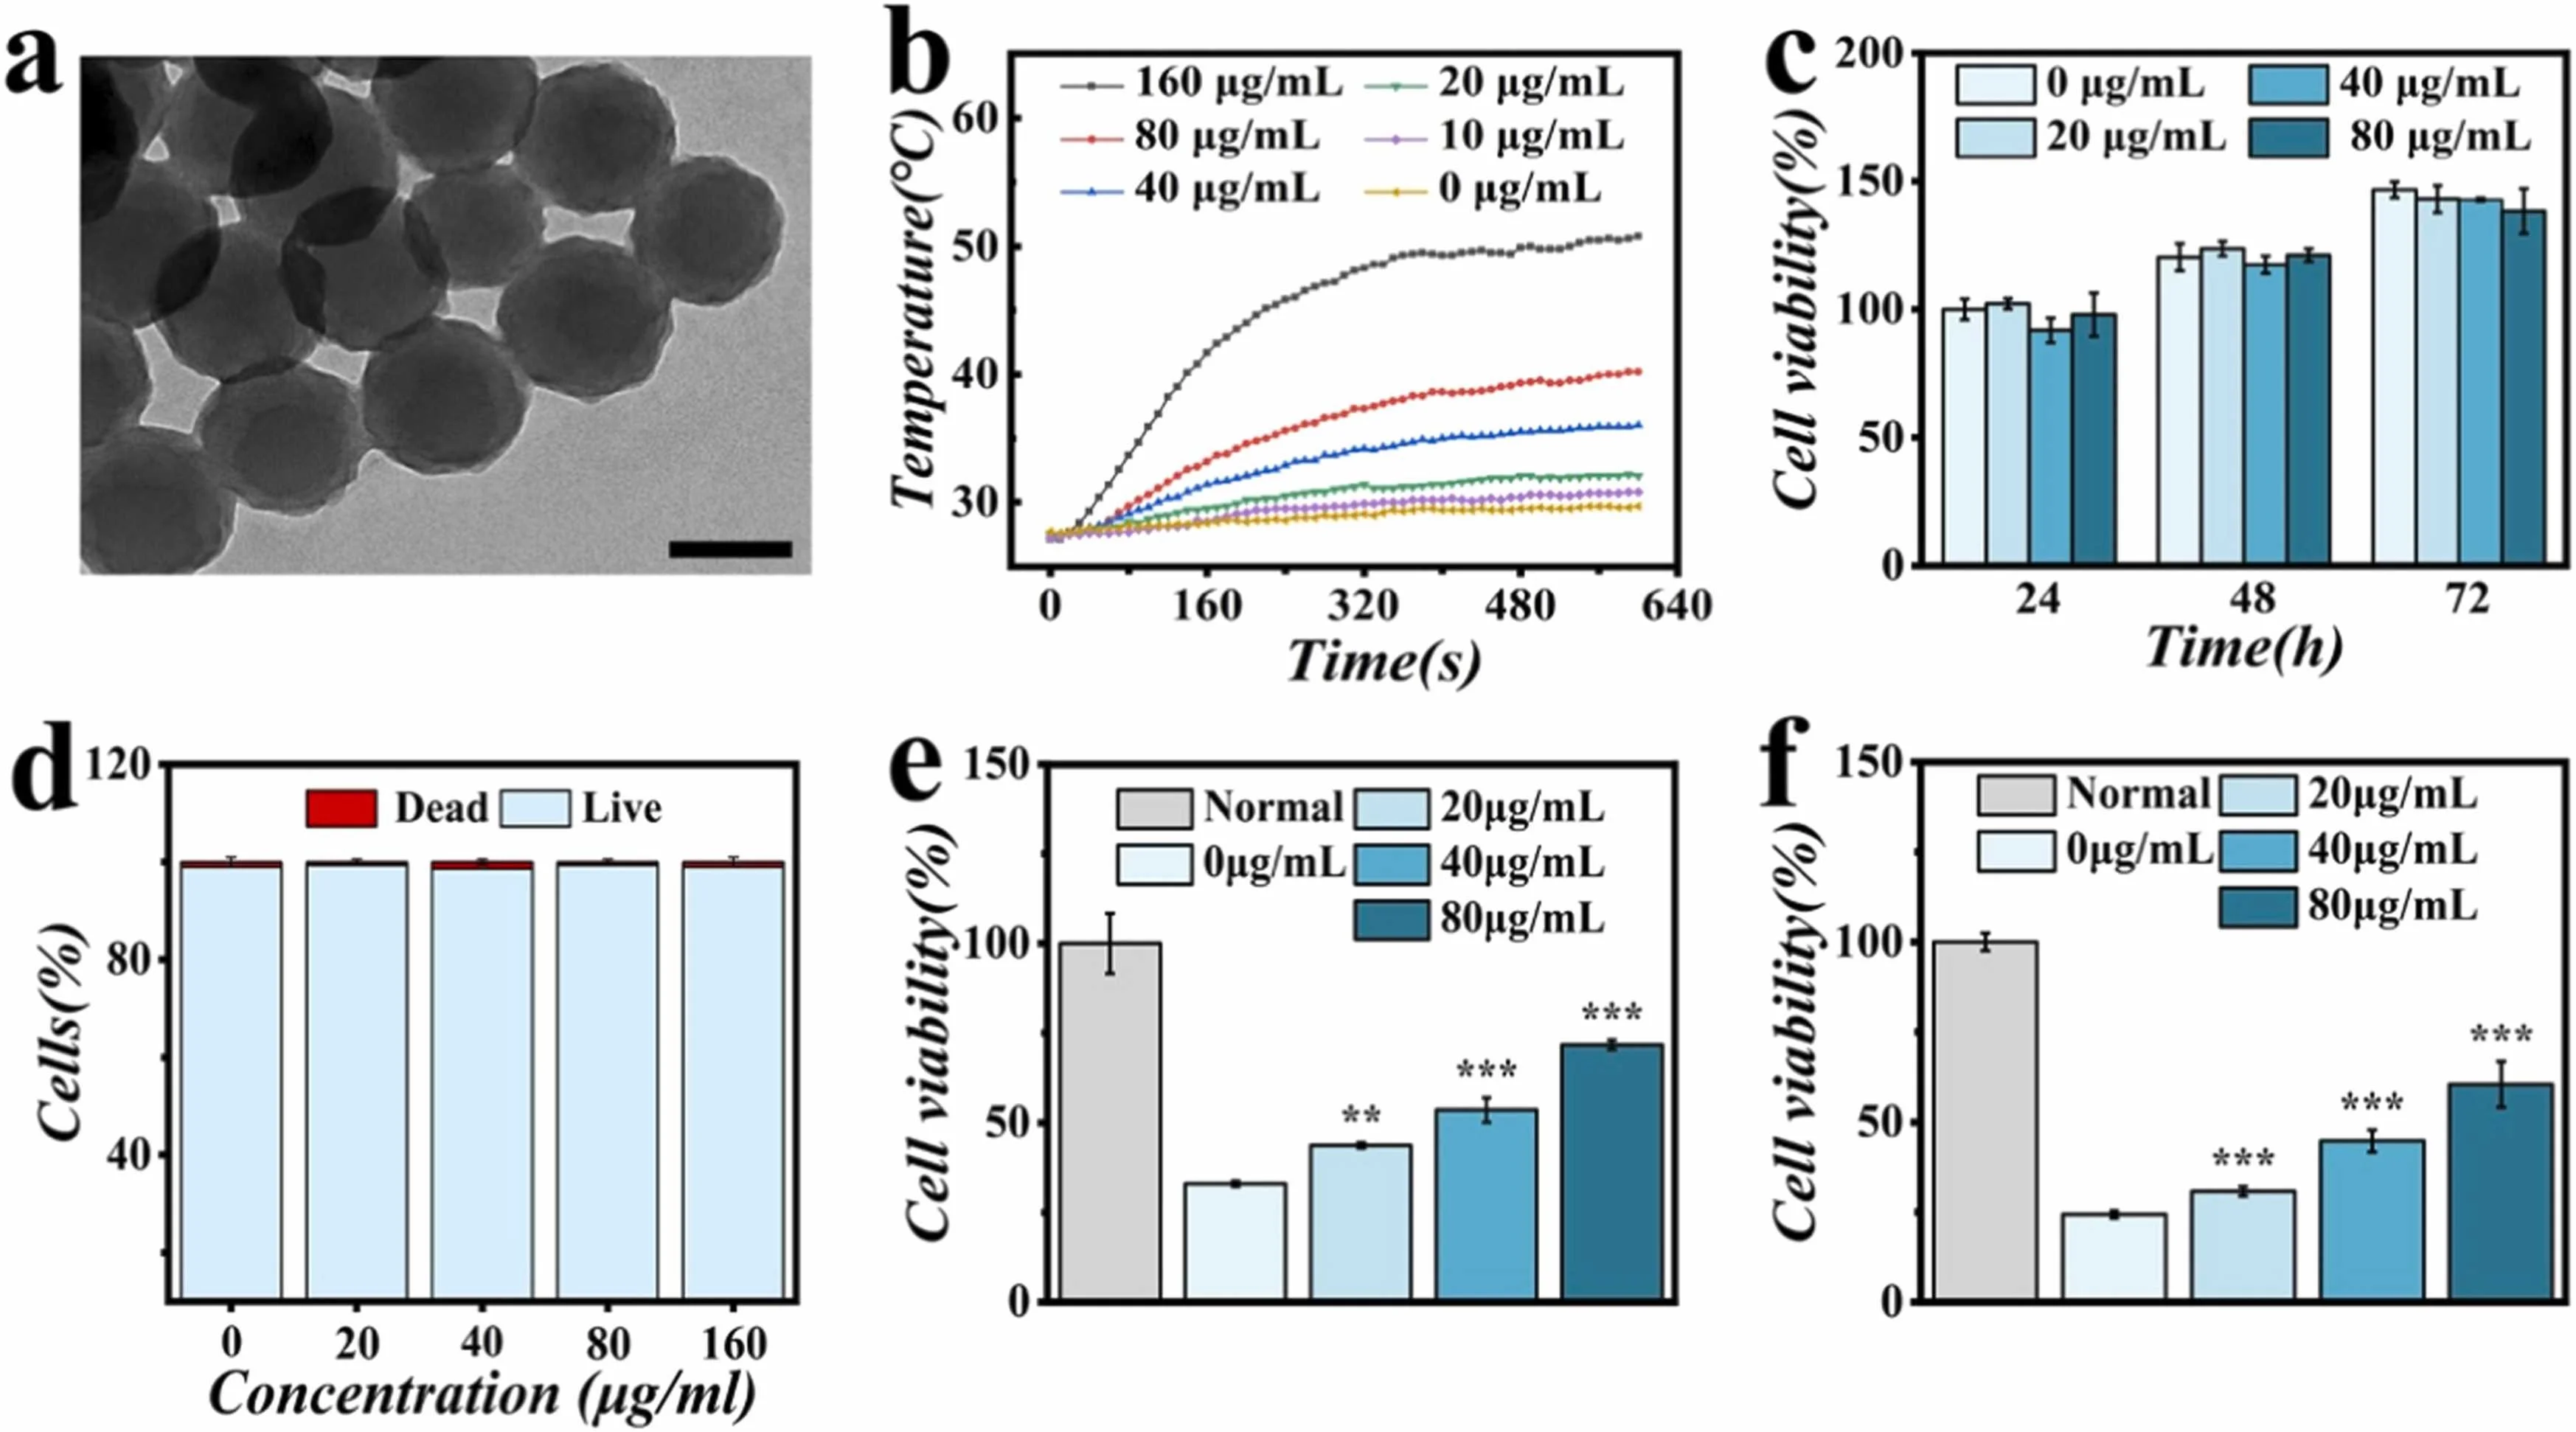 a
b
60
50
40
30
Temperature(°C)
160 μg/mL
20 μg/mL
80 μg/mL
10 μg/mL
40 μg/mL
0 μg/mL
0
160
320
480
640
Time(s)
c
200
150
100
50
0
Cell viability(%)
0 μg/mL
40 μg/mL
20 μg/mL
80 μg/mL
24
48
72
Time(h)
d
120
80
40
Cells(%)
Dead
Live
0
20
40
80
160
Concentration (μg/ml)
e
150
100
50
0
Cell viability(%)
Normal
20μg/mL
0μg/mL
40μg/mL
80μg/mL
**
***
***
f
150
100
50
0
Cell viability(%)
Normal
20μg/mL
0μg/mL
40μg/mL
80μg/mL
***
***
***